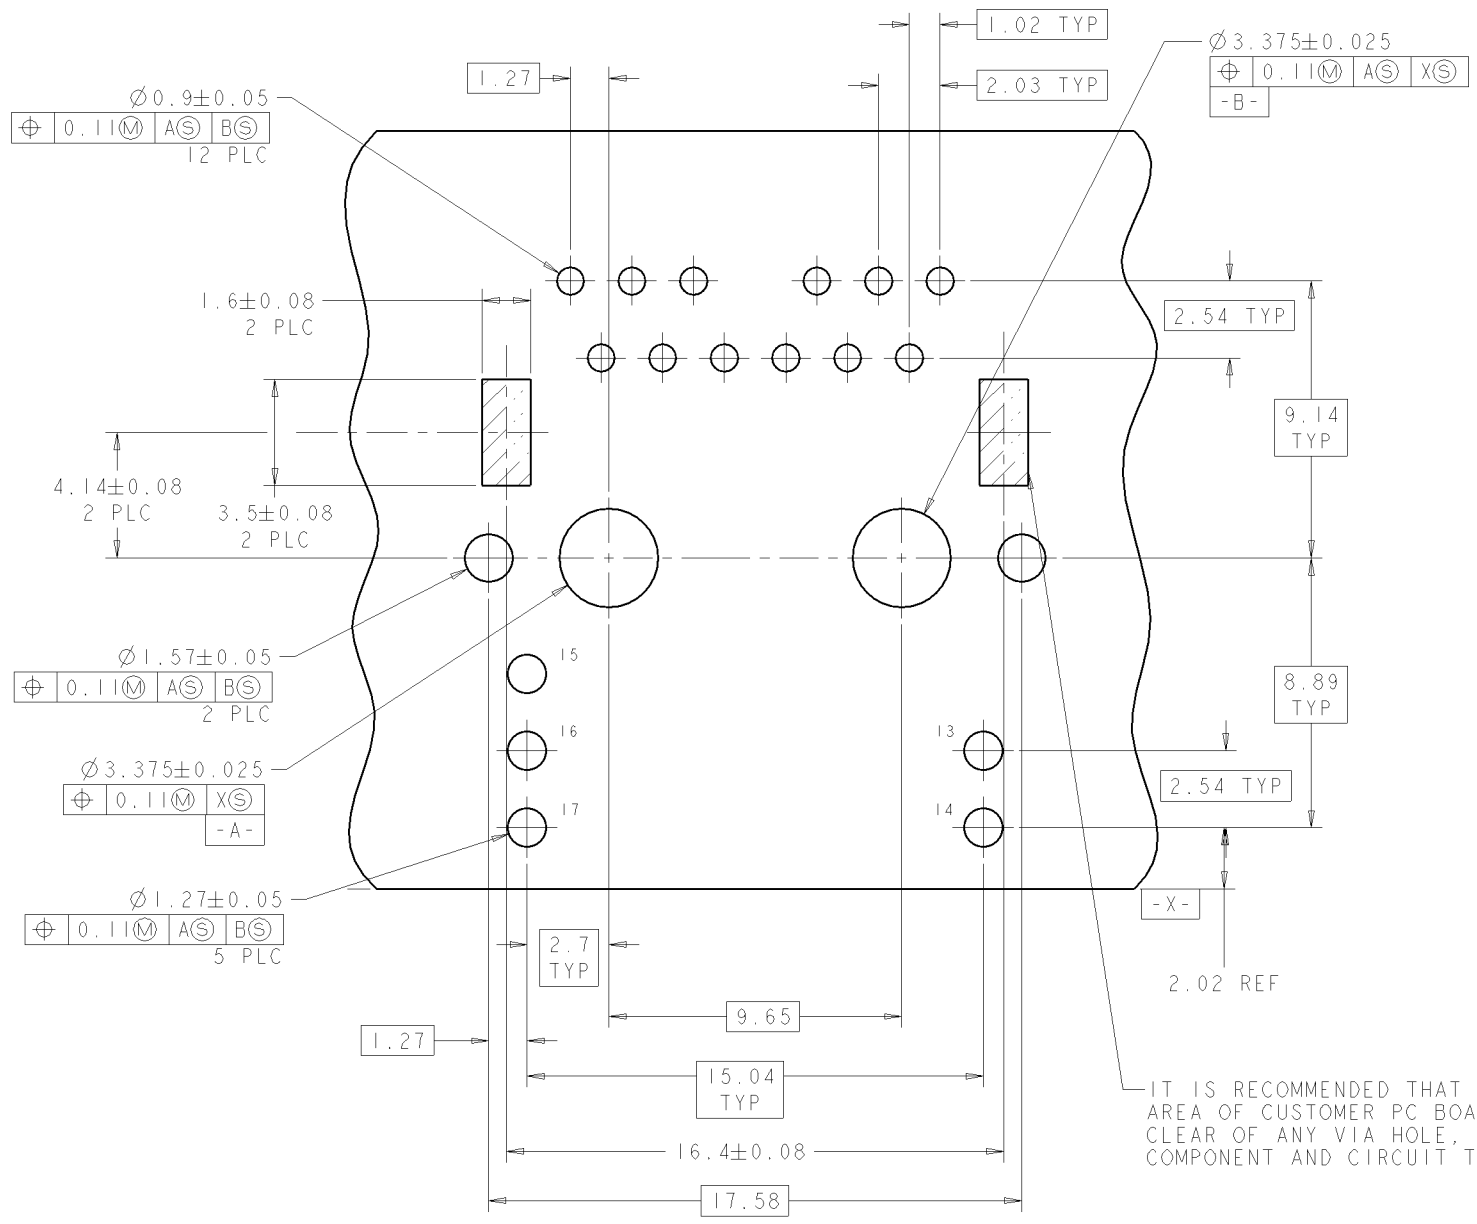 1.02 TYP
2.03 TYP
1.27
Ø3.375±0.025
⌖ 0.11Ⓜ AⓈ XⓈ
-B-
Ø0.9±0.05
⌖ 0.11Ⓜ AⓈ BⓈ
12 PLC
1.6±0.08
2 PLC
2.54 TYP
9.14
TYP
4.14±0.08
2 PLC
3.5±0.08
2 PLC
Ø1.57±0.05
⌖ 0.11Ⓜ AⓈ BⓈ
2 PLC
15
16
17
13
14
8.89
TYP
2.54 TYP
Ø3.375±0.025
⌖ 0.11Ⓜ XⓈ
-A-
Ø1.27±0.05
⌖ 0.11Ⓜ AⓈ BⓈ
5 PLC
-X-
2.02 REF
2.7
TYP
9.65
1.27
15.04
TYP
16.4±0.08
17.58
IT IS RECOMMENDED THAT
AREA OF CUSTOMER PC BOA
CLEAR OF ANY VIA HOLE,
COMPONENT AND CIRCUIT T